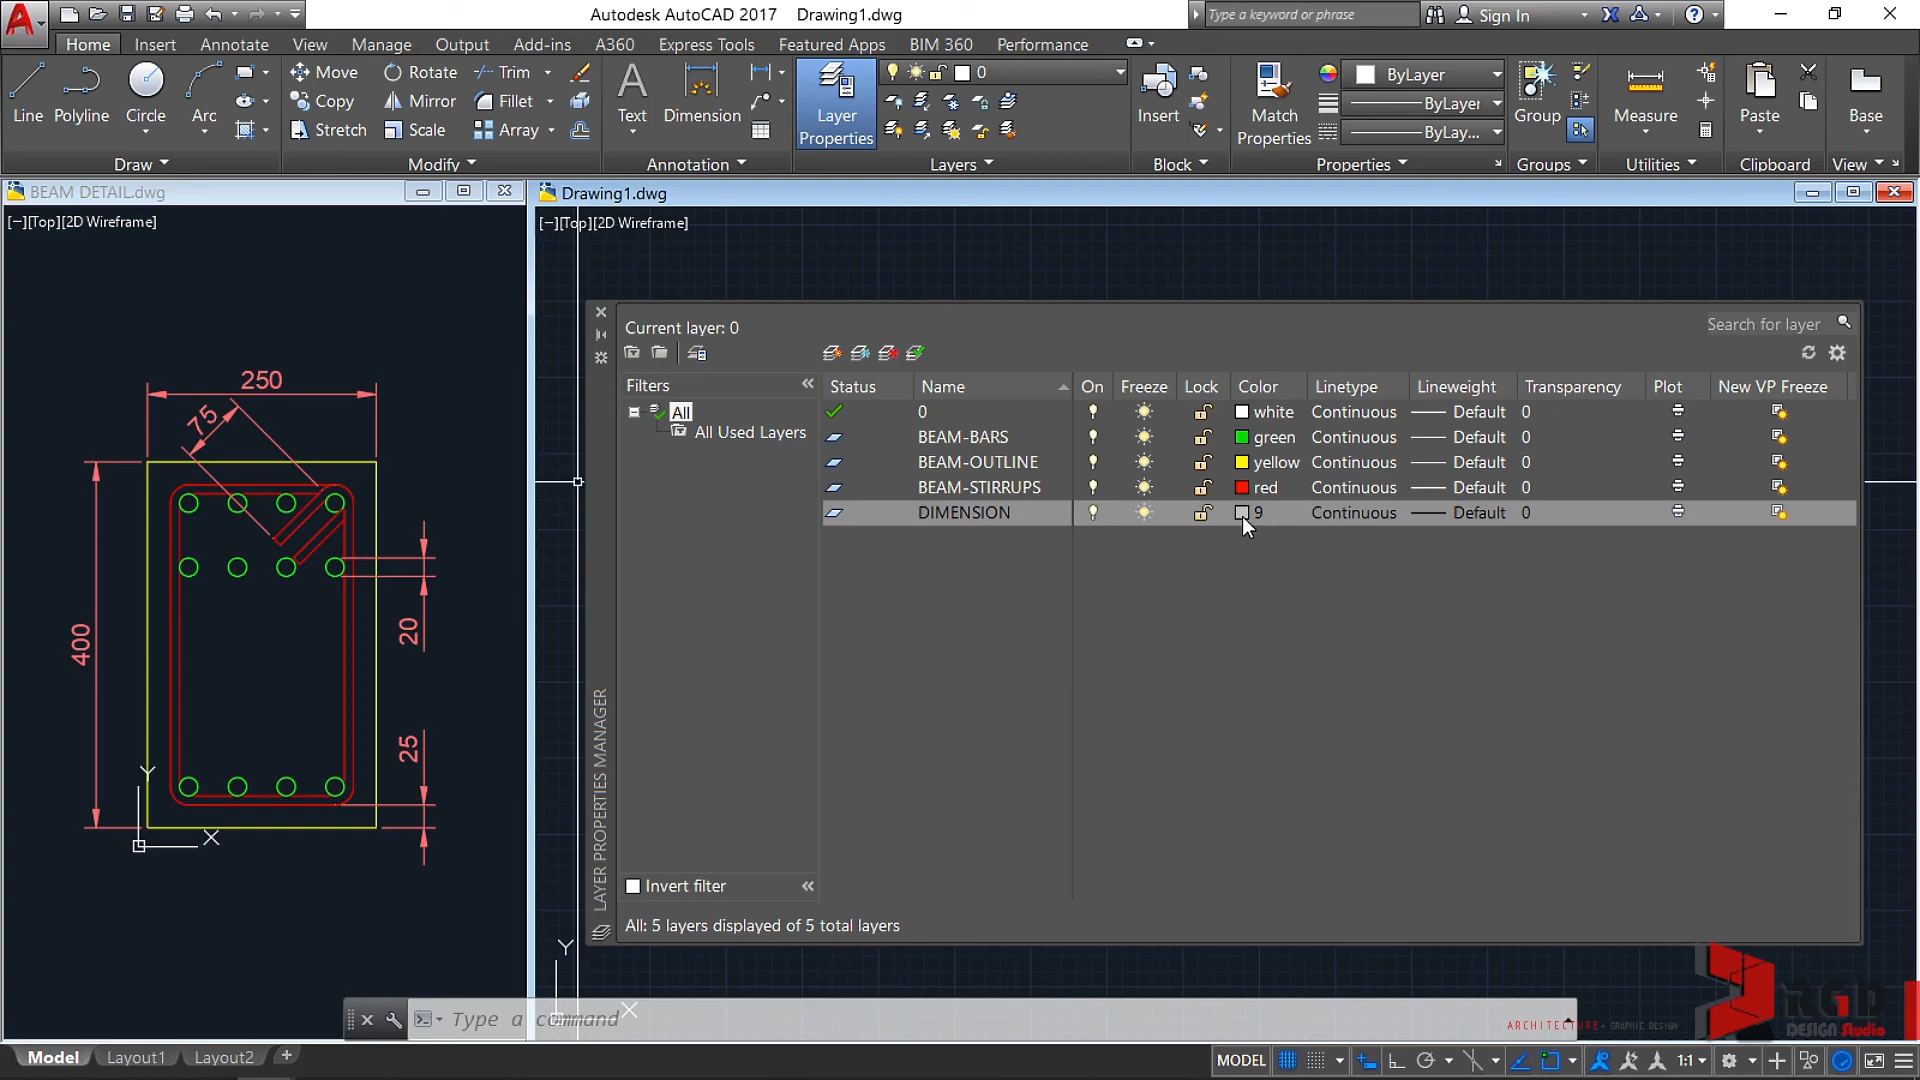 Autodesk AutoCAD 2017 Drawing1.dwg
Type a keyword or phrase
Sign In
Home Insert Annotate View Manage Output Add-ins A360 Express Tools Featured Apps BIM 360 Performance
Line Polyline Circle Arc
Move Rotate Trim
Copy Mirror Fillet
Stretch Scale Array
Text Dimension
Layer Properties
0
Insert
Match Properties
ByLayer
ByLayer
ByLay...
Group
Measure
Paste
Base
Draw Modify Annotation Layers Block Properties Groups Utilities Clipboard View
BEAM DETAIL.dwg
[−][Top][2D Wireframe]
250
75
400
20
25
Y
X
Drawing1.dwg
[−][Top][2D Wireframe]
Current layer: 0
Search for layer
Filters
All
All Used Layers
Status Name On Freeze Lock Color Linetype Lineweight Transparency Plot New VP Freeze
0 white Continuous Default 0
BEAM-BARS green Continuous Default 0
BEAM-OUTLINE yellow Continuous Default 0
BEAM-STIRRUPS red Continuous Default 0
DIMENSION 9 Continuous Default 0
Invert filter
All: 5 layers displayed of 5 total layers
LAYER PROPERTIES MANAGER
Y
X
Type a command
RGD
DESIGN Studio
ARCHITECTURE + GRAPHIC DESIGN
Model Layout1 Layout2 +
MODEL 1:1